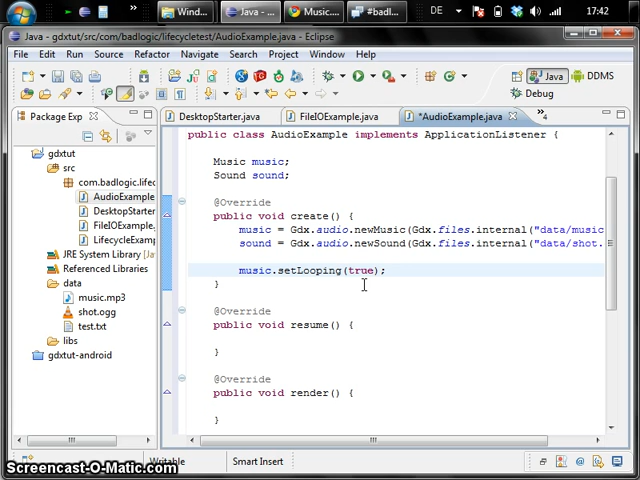 Wind...
Java - ...
Music....
#badl...
DE
17:42
Java - gdxtut/src/com/badlogic/lifecycletest/AudioExample.java - Eclipse
File Edit Source Refactor Navigate Search Project Run Window Help
Java
DDMS
Debug
Package Exp
DesktopStarter.java
FileIOExample.java
*AudioExample.java
4
gdxtut
src
com.badlogic.lifec
AudioExample
DesktopStarter
FileIOExample.
LifecycleExamp
JRE System Library [
Referenced Libraries
data
music.mp3
shot.ogg
test.txt
libs
gdxtut-android
public class AudioExample implements ApplicationListener {
Music music;
Sound sound;
@Override
public void create() {
music = Gdx.audio.newMusic(Gdx.files.internal("data/music
sound = Gdx.audio.newSound(Gdx.files.internal("data/shot.
music.setLooping(true);
}
@Override
public void resume() {
}
@Override
public void render() {
}
Writable
Smart Insert
Screencast-O-Matic.com